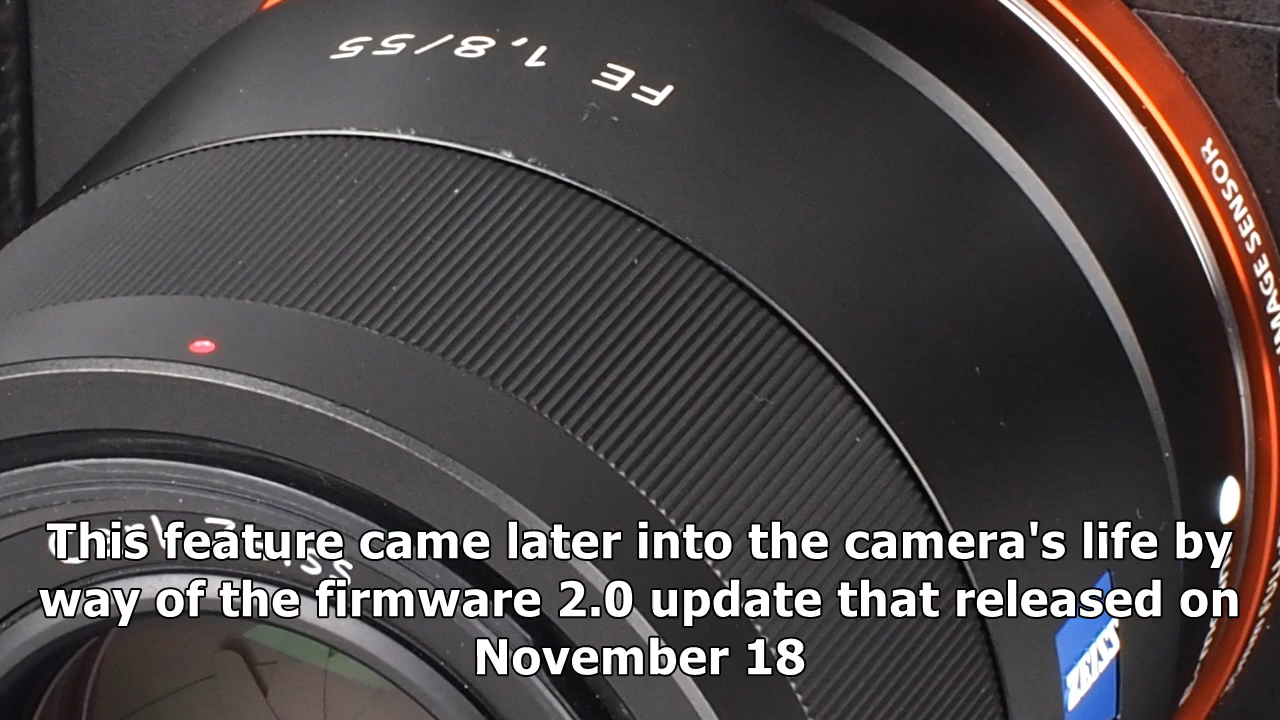 FE 1,8/55
IMAGE SENSOR
This feature came later into the camera's life by
way of the firmware 2.0 update that released on
November 18
ZEISS